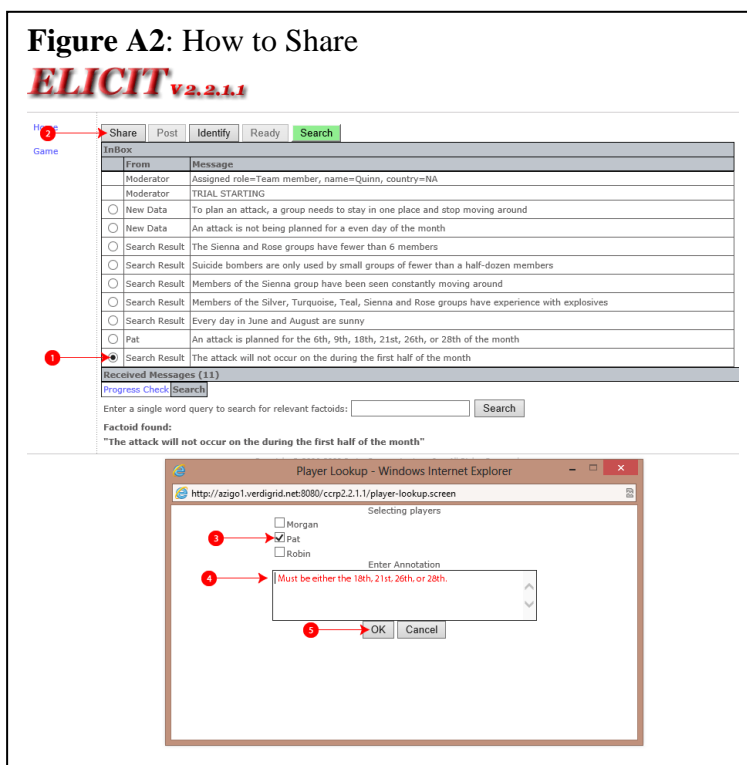 Figure A2: How to Share
ELICIT v2.2.1.1
Home
2
Share Post Identify Ready Search
Game
InBox
From Message
Moderator Assigned role=Team member, name=Quinn, country=NA
Moderator TRIAL STARTING
New Data To plan an attack, a group needs to stay in one place and stop moving around
New Data An attack is not being planned for a even day of the month
Search Result The Sienna and Rose groups have fewer than 6 members
Search Result Suicide bombers are only used by small groups of fewer than a half-dozen members
Search Result Members of the Sienna group have been seen constantly moving around
Search Result Members of the Silver, Turquoise, Teal, Sienna and Rose groups have experience with explosives
Search Result Every day in June and August are sunny
Pat An attack is planned for the 6th, 9th, 18th, 21st, 26th, or 28th of the month
1 Search Result The attack will not occur on the during the first half of the month
Received Messages (11)
Progress Check Search
Enter a single word query to search for relevant factoids: Search
Factoid found:
"The attack will not occur on the during the first half of the month"
Player Lookup - Windows Internet Explorer
http://azigo1.verdigrid.net:8080/ccrp2.2.1.1/player-lookup.screen
Selecting players
Morgan
3 Pat
Robin
Enter Annotation
4 Must be either the 18th, 21st, 26th, or 28th.
5 OK Cancel